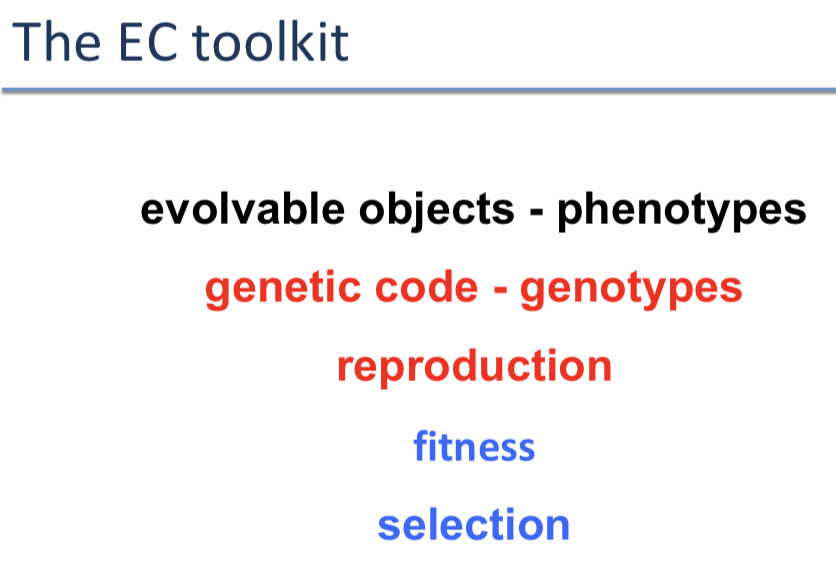 The EC toolkit
evolvable objects - phenotypes
genetic code - genotypes
reproduction
fitness
selection